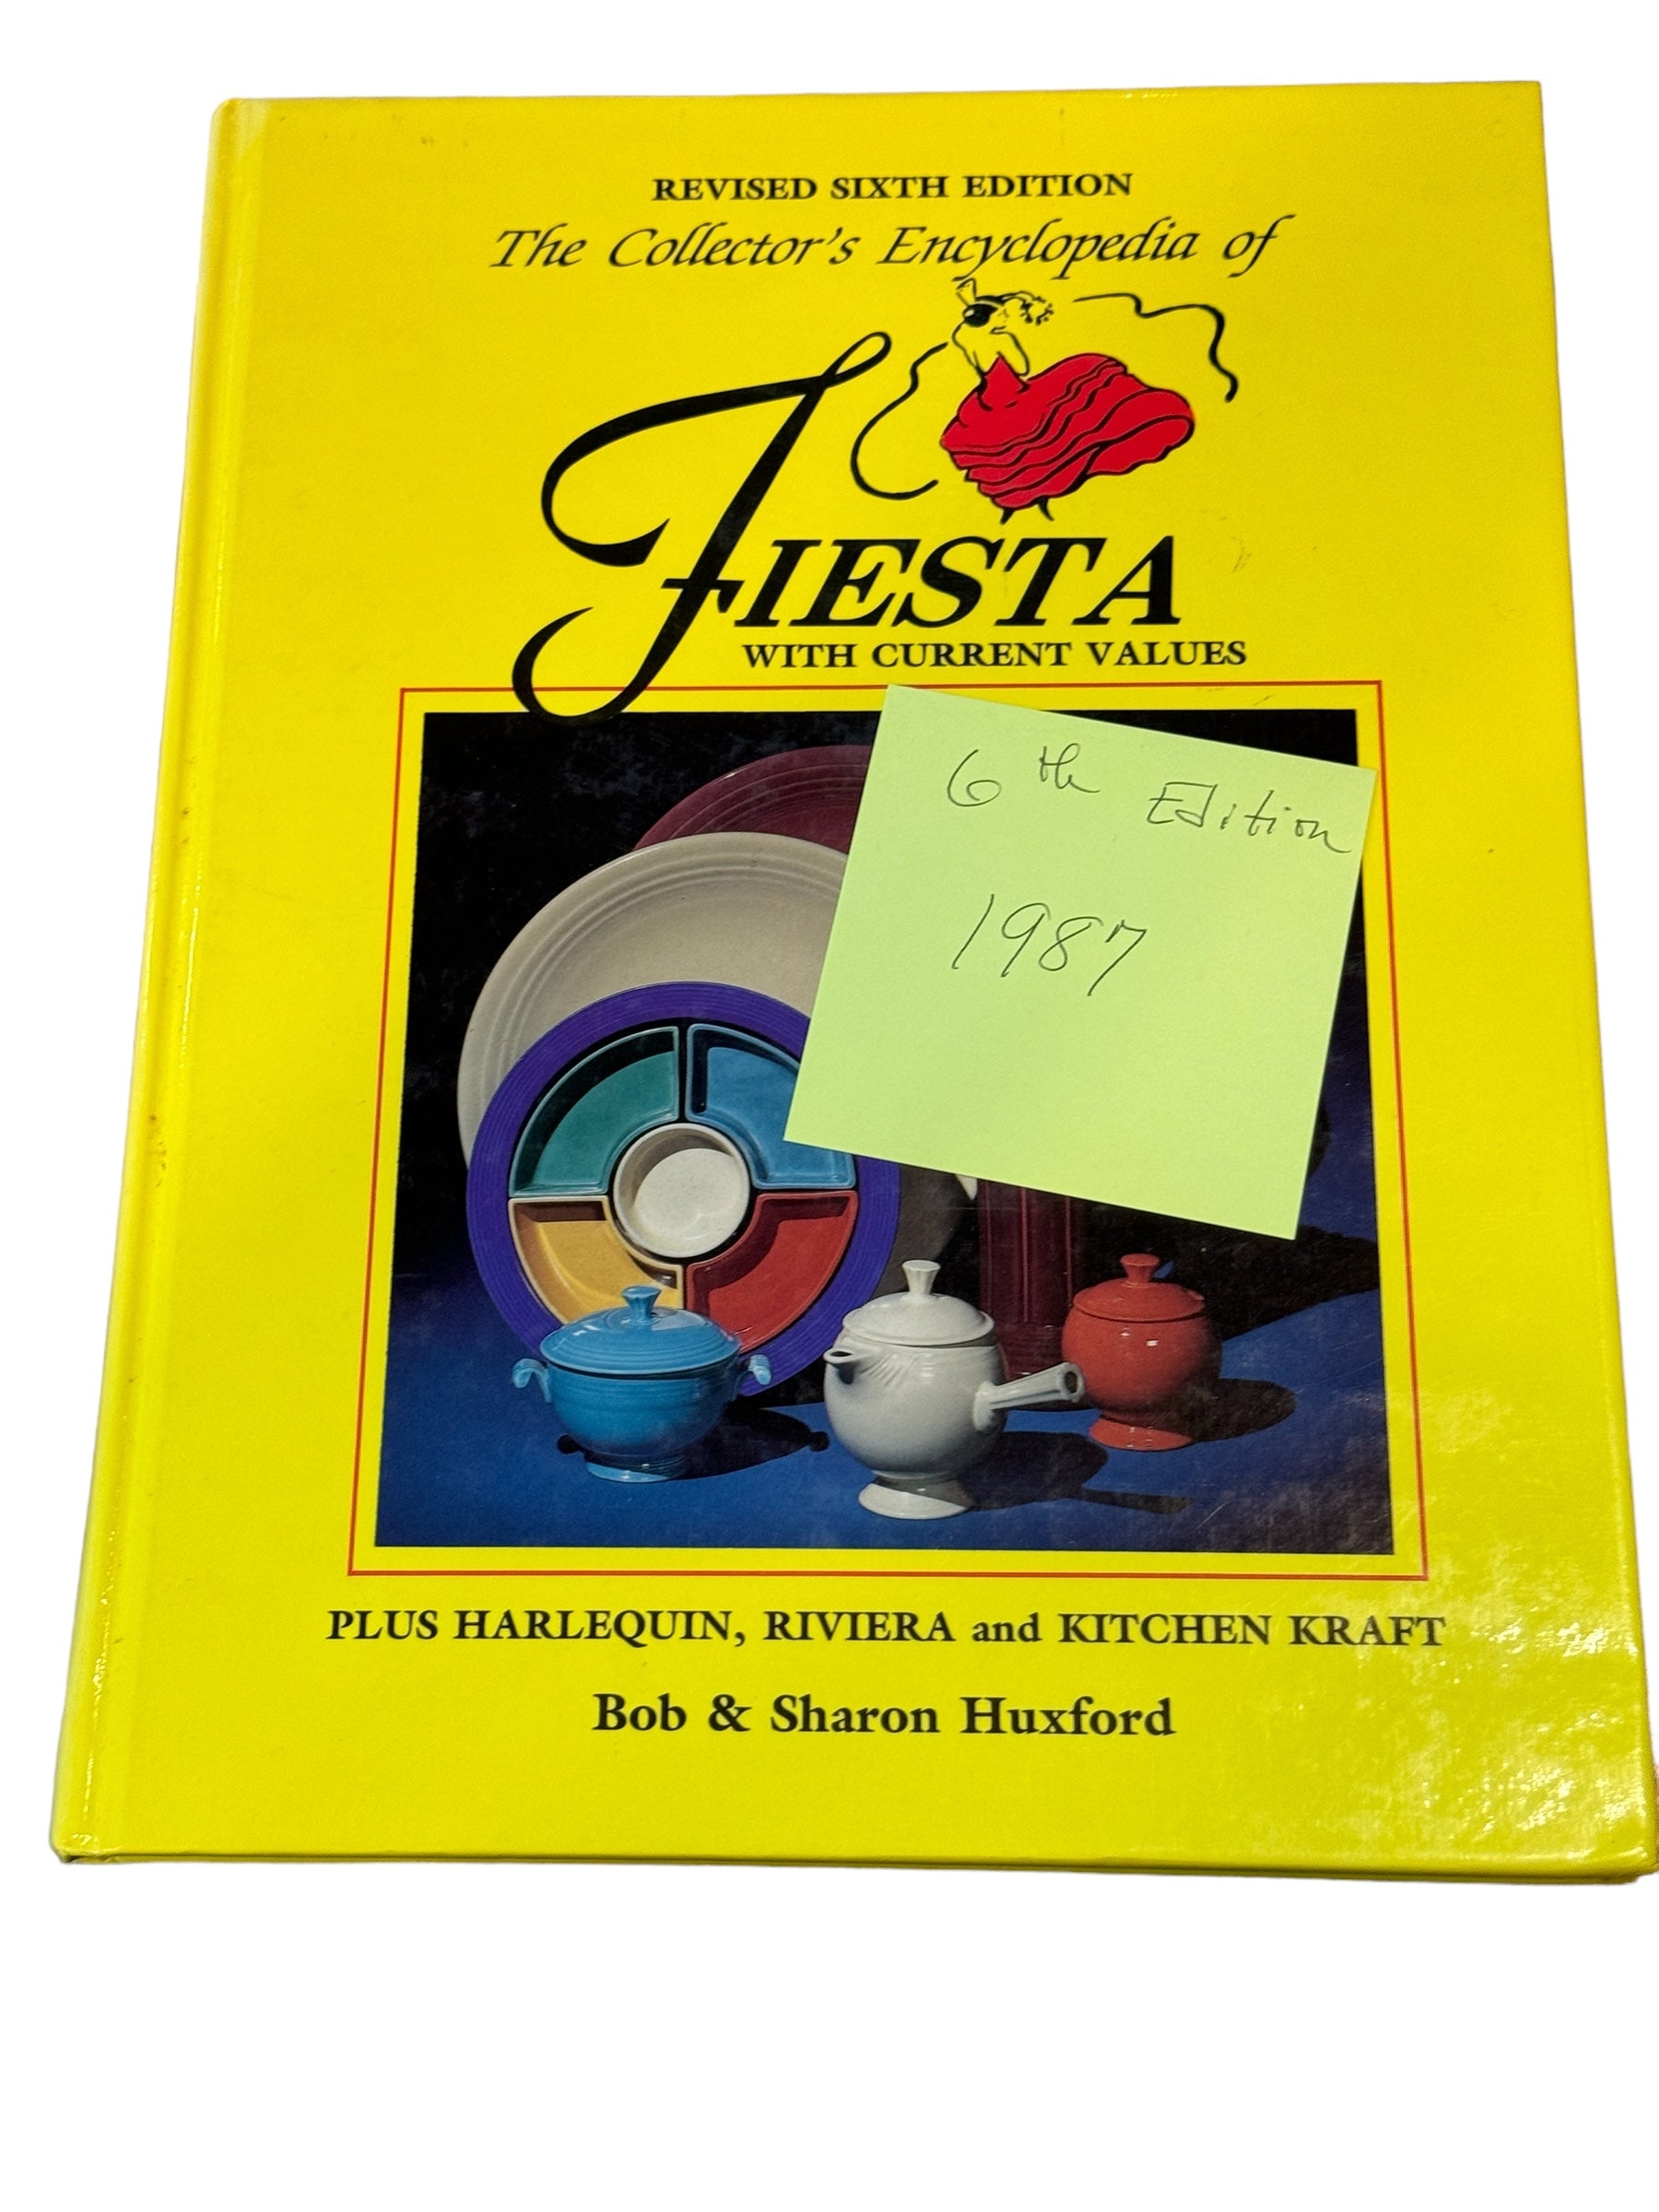 REVISED SIXTH EDITION
The Collector's Encyclopedia of
FIESTA
WITH CURRENT VALUES
6th Edition
1987
PLUS HARLEQUIN, RIVIERA and KITCHEN KRAFT
Bob & Sharon Huxford